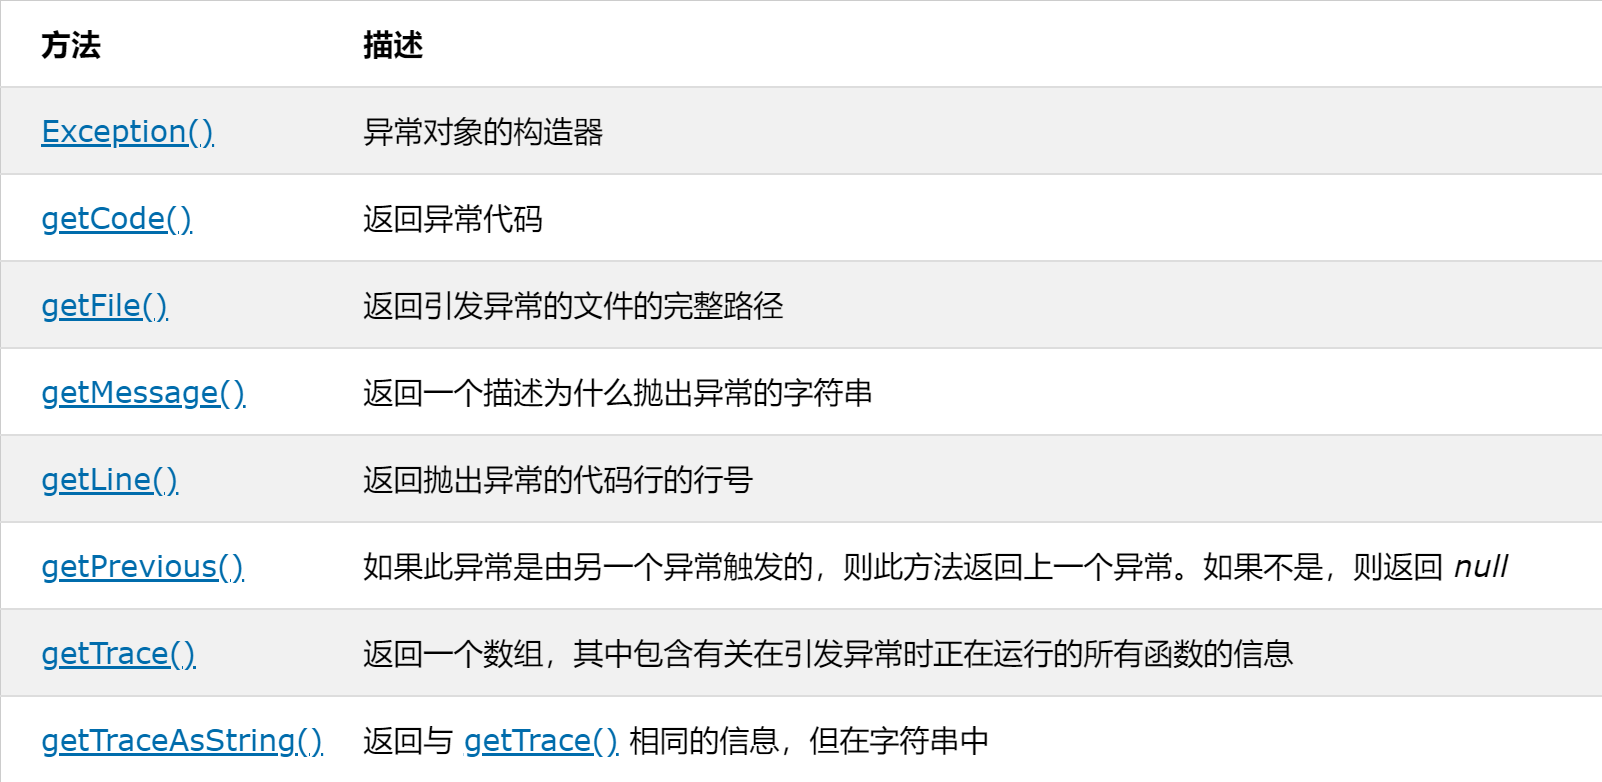 方法 描述
Exception() 异常对象的构造器
getCode() 返回异常代码
getFile() 返回引发异常的文件的完整路径
getMessage() 返回一个描述为什么抛出异常的字符串
getLine() 返回抛出异常的代码行的行号
getPrevious() 如果此异常是由另一个异常触发的，则此方法返回上一个异常。如果不是，则返回 null
getTrace() 返回一个数组，其中包含有关在引发异常时正在运行的所有函数的信息
getTraceAsString() 返回与 getTrace() 相同的信息，但在字符串中